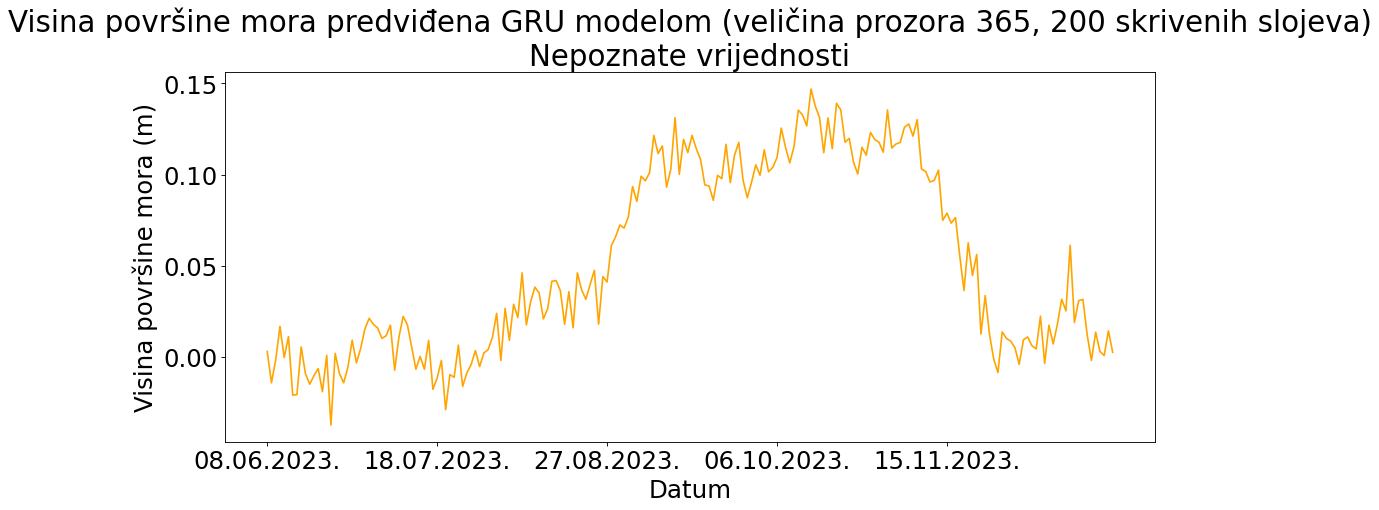 Visina površine mora predviđena GRU modelom (veličina prozora 365, 200 skrivenih slojeva)
Nepoznate vrijednosti
Visina površine mora (m)
0.15
0.10
0.05
0.00
08.06.2023. 18.07.2023. 27.08.2023. 06.10.2023. 15.11.2023.
Datum